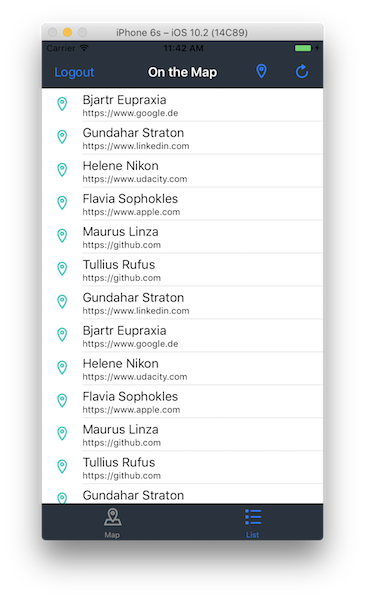 iPhone 6s – iOS 10.2 (14C89)
Carrier 11:42 AM
Logout On the Map
Bjartr Eupraxia
https://www.google.de
Gundahar Straton
https://www.linkedin.com
Helene Nikon
https://www.udacity.com
Flavia Sophokles
https://www.apple.com
Maurus Linza
https://github.com
Tullius Rufus
https://github.com
Gundahar Straton
https://www.linkedin.com
Bjartr Eupraxia
https://www.google.de
Helene Nikon
https://www.udacity.com
Flavia Sophokles
https://www.apple.com
Maurus Linza
https://github.com
Tullius Rufus
https://github.com
Gundahar Straton
Map List